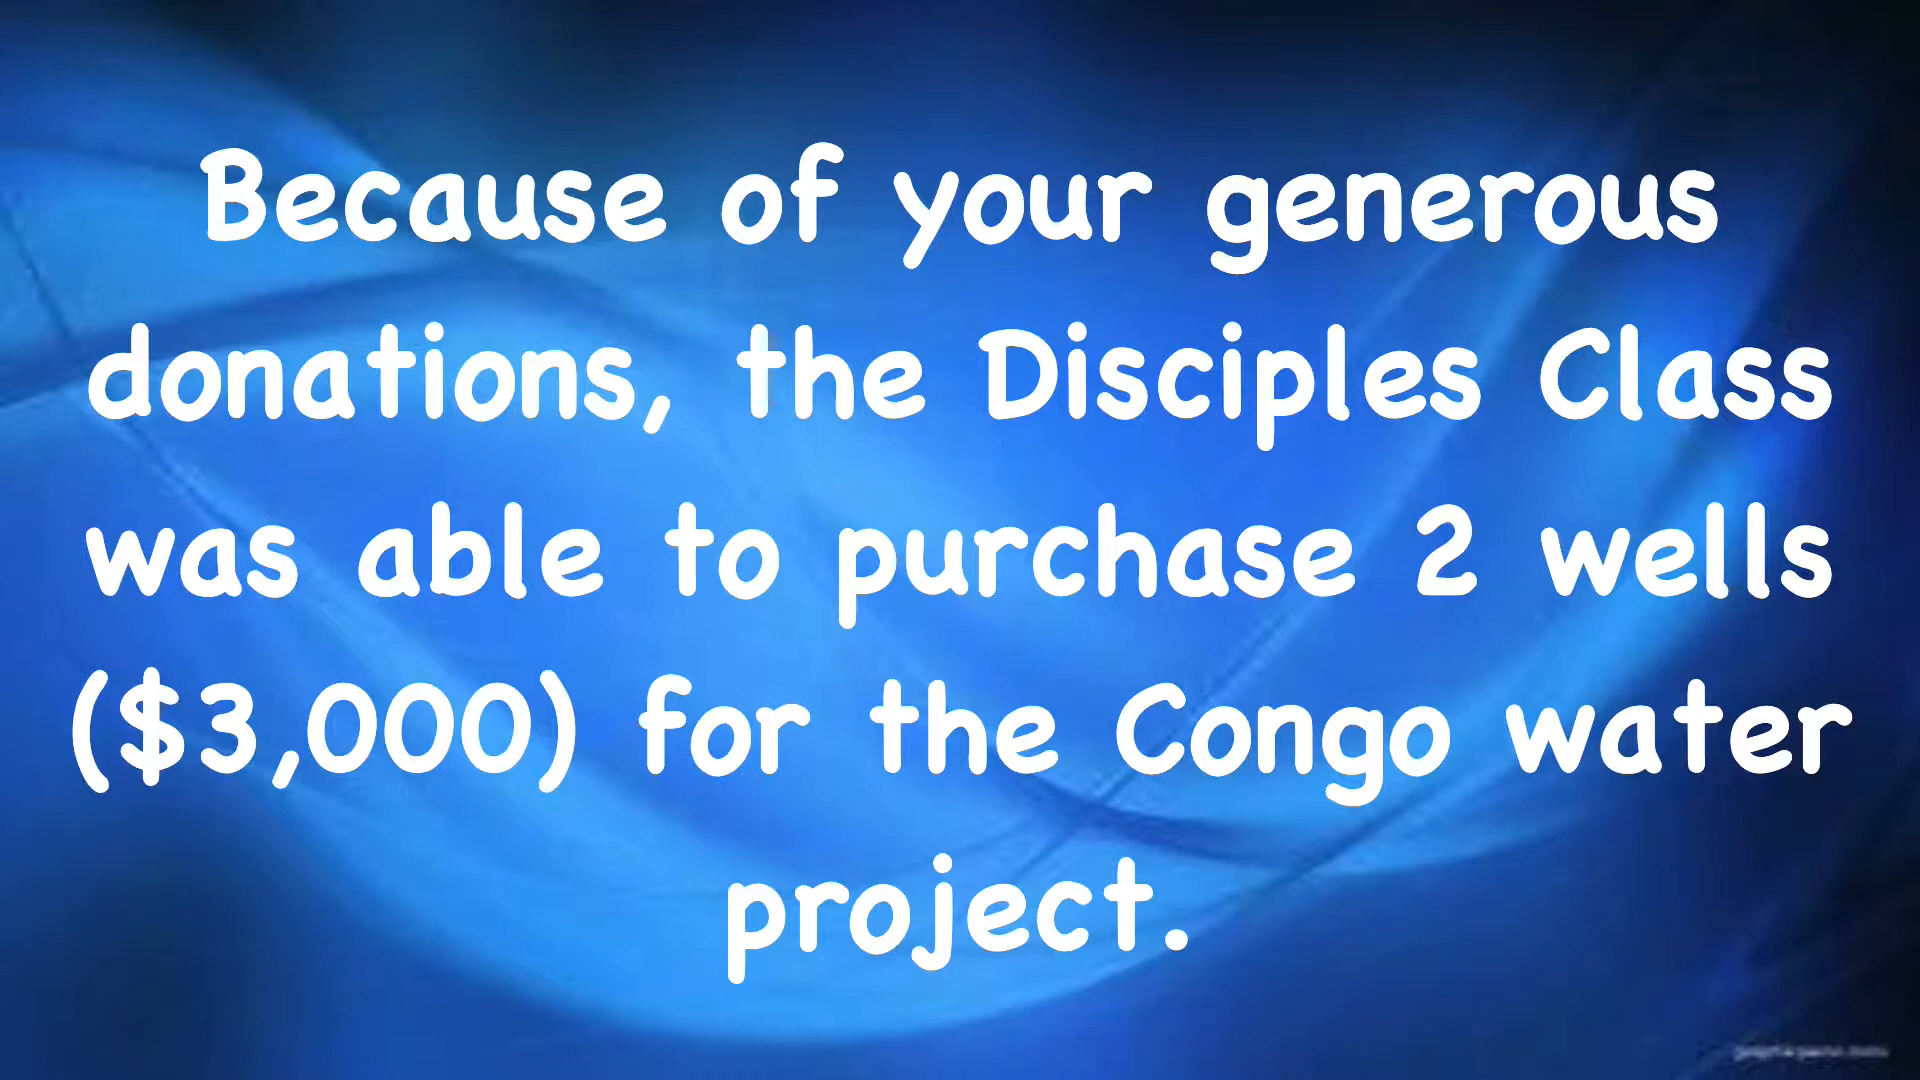 Because of your generous
donations, the Disciples Class
was able to purchase 2 wells
($3,000) for the Congo water
project.